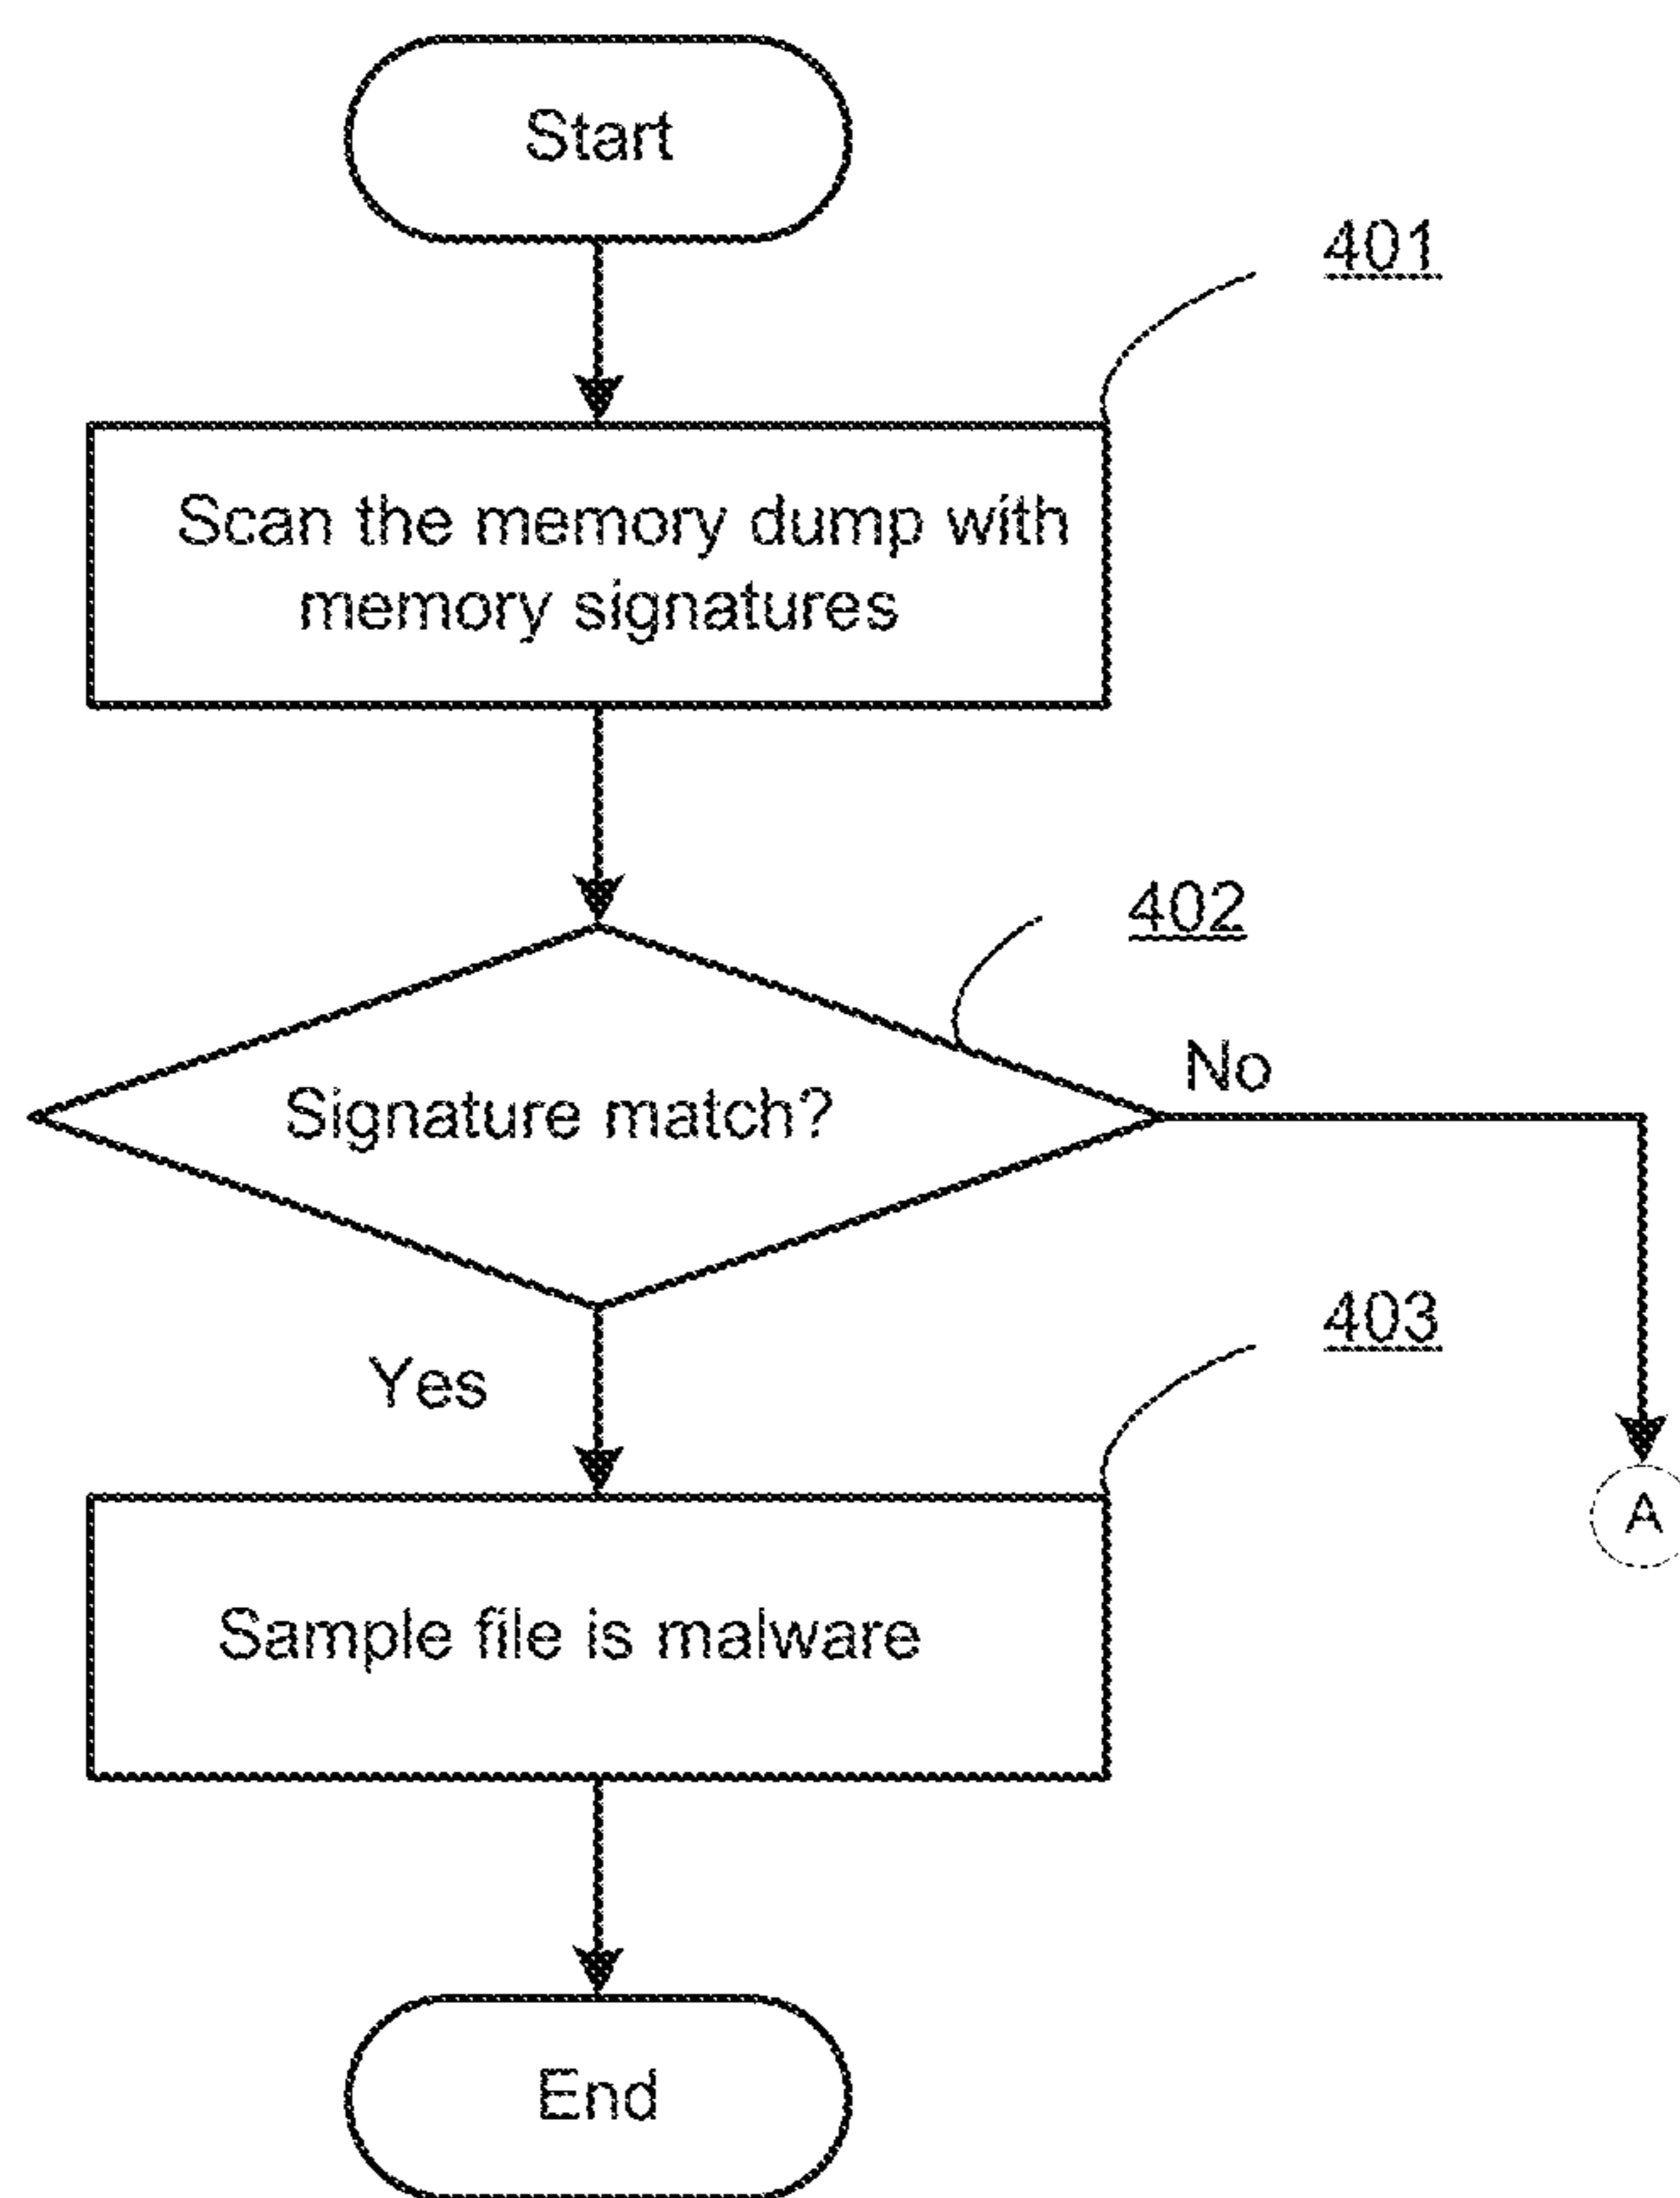 Start
401
Scan the memory dump with
memory signatures
402
No
Signature match?
403
Yes
A
Sample file is malware
End